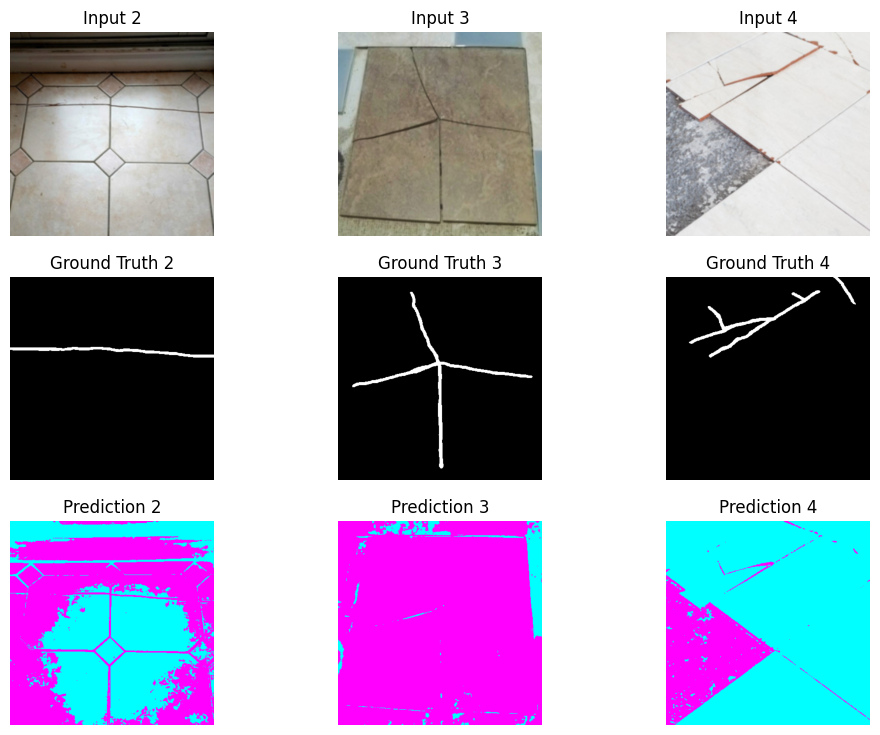 Input 2
Input 3
Input 4
Ground Truth 2
Ground Truth 3
Ground Truth 4
Prediction 2
Prediction 3
Prediction 4